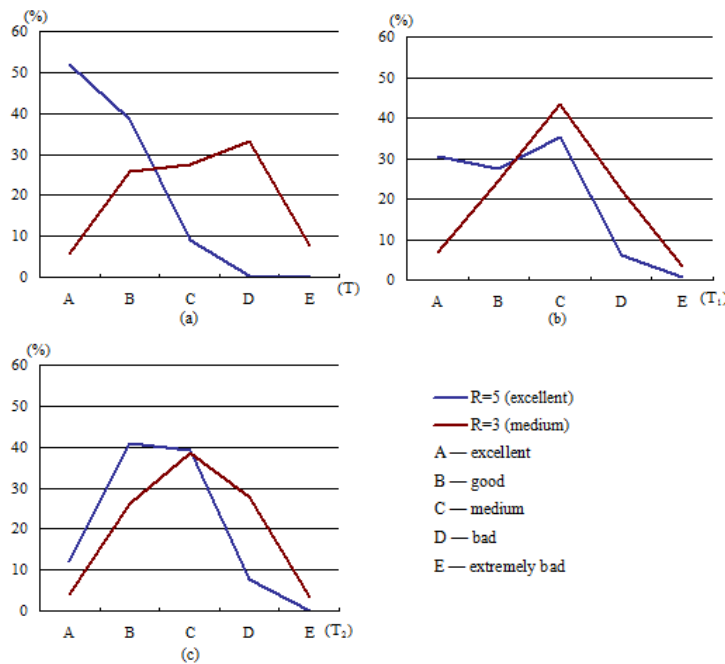 (%)
60
50
40
30
20
10
0
A B C D E (T)
(a)
(%)
60
50
40
30
20
10
0
A B C D E (T₁)
(b)
(%)
60
50
40
30
20
10
0
A B C D E (T₂)
(c)
R=5 (excellent)
R=3 (medium)
A — excellent
B — good
C — medium
D — bad
E — extremely bad